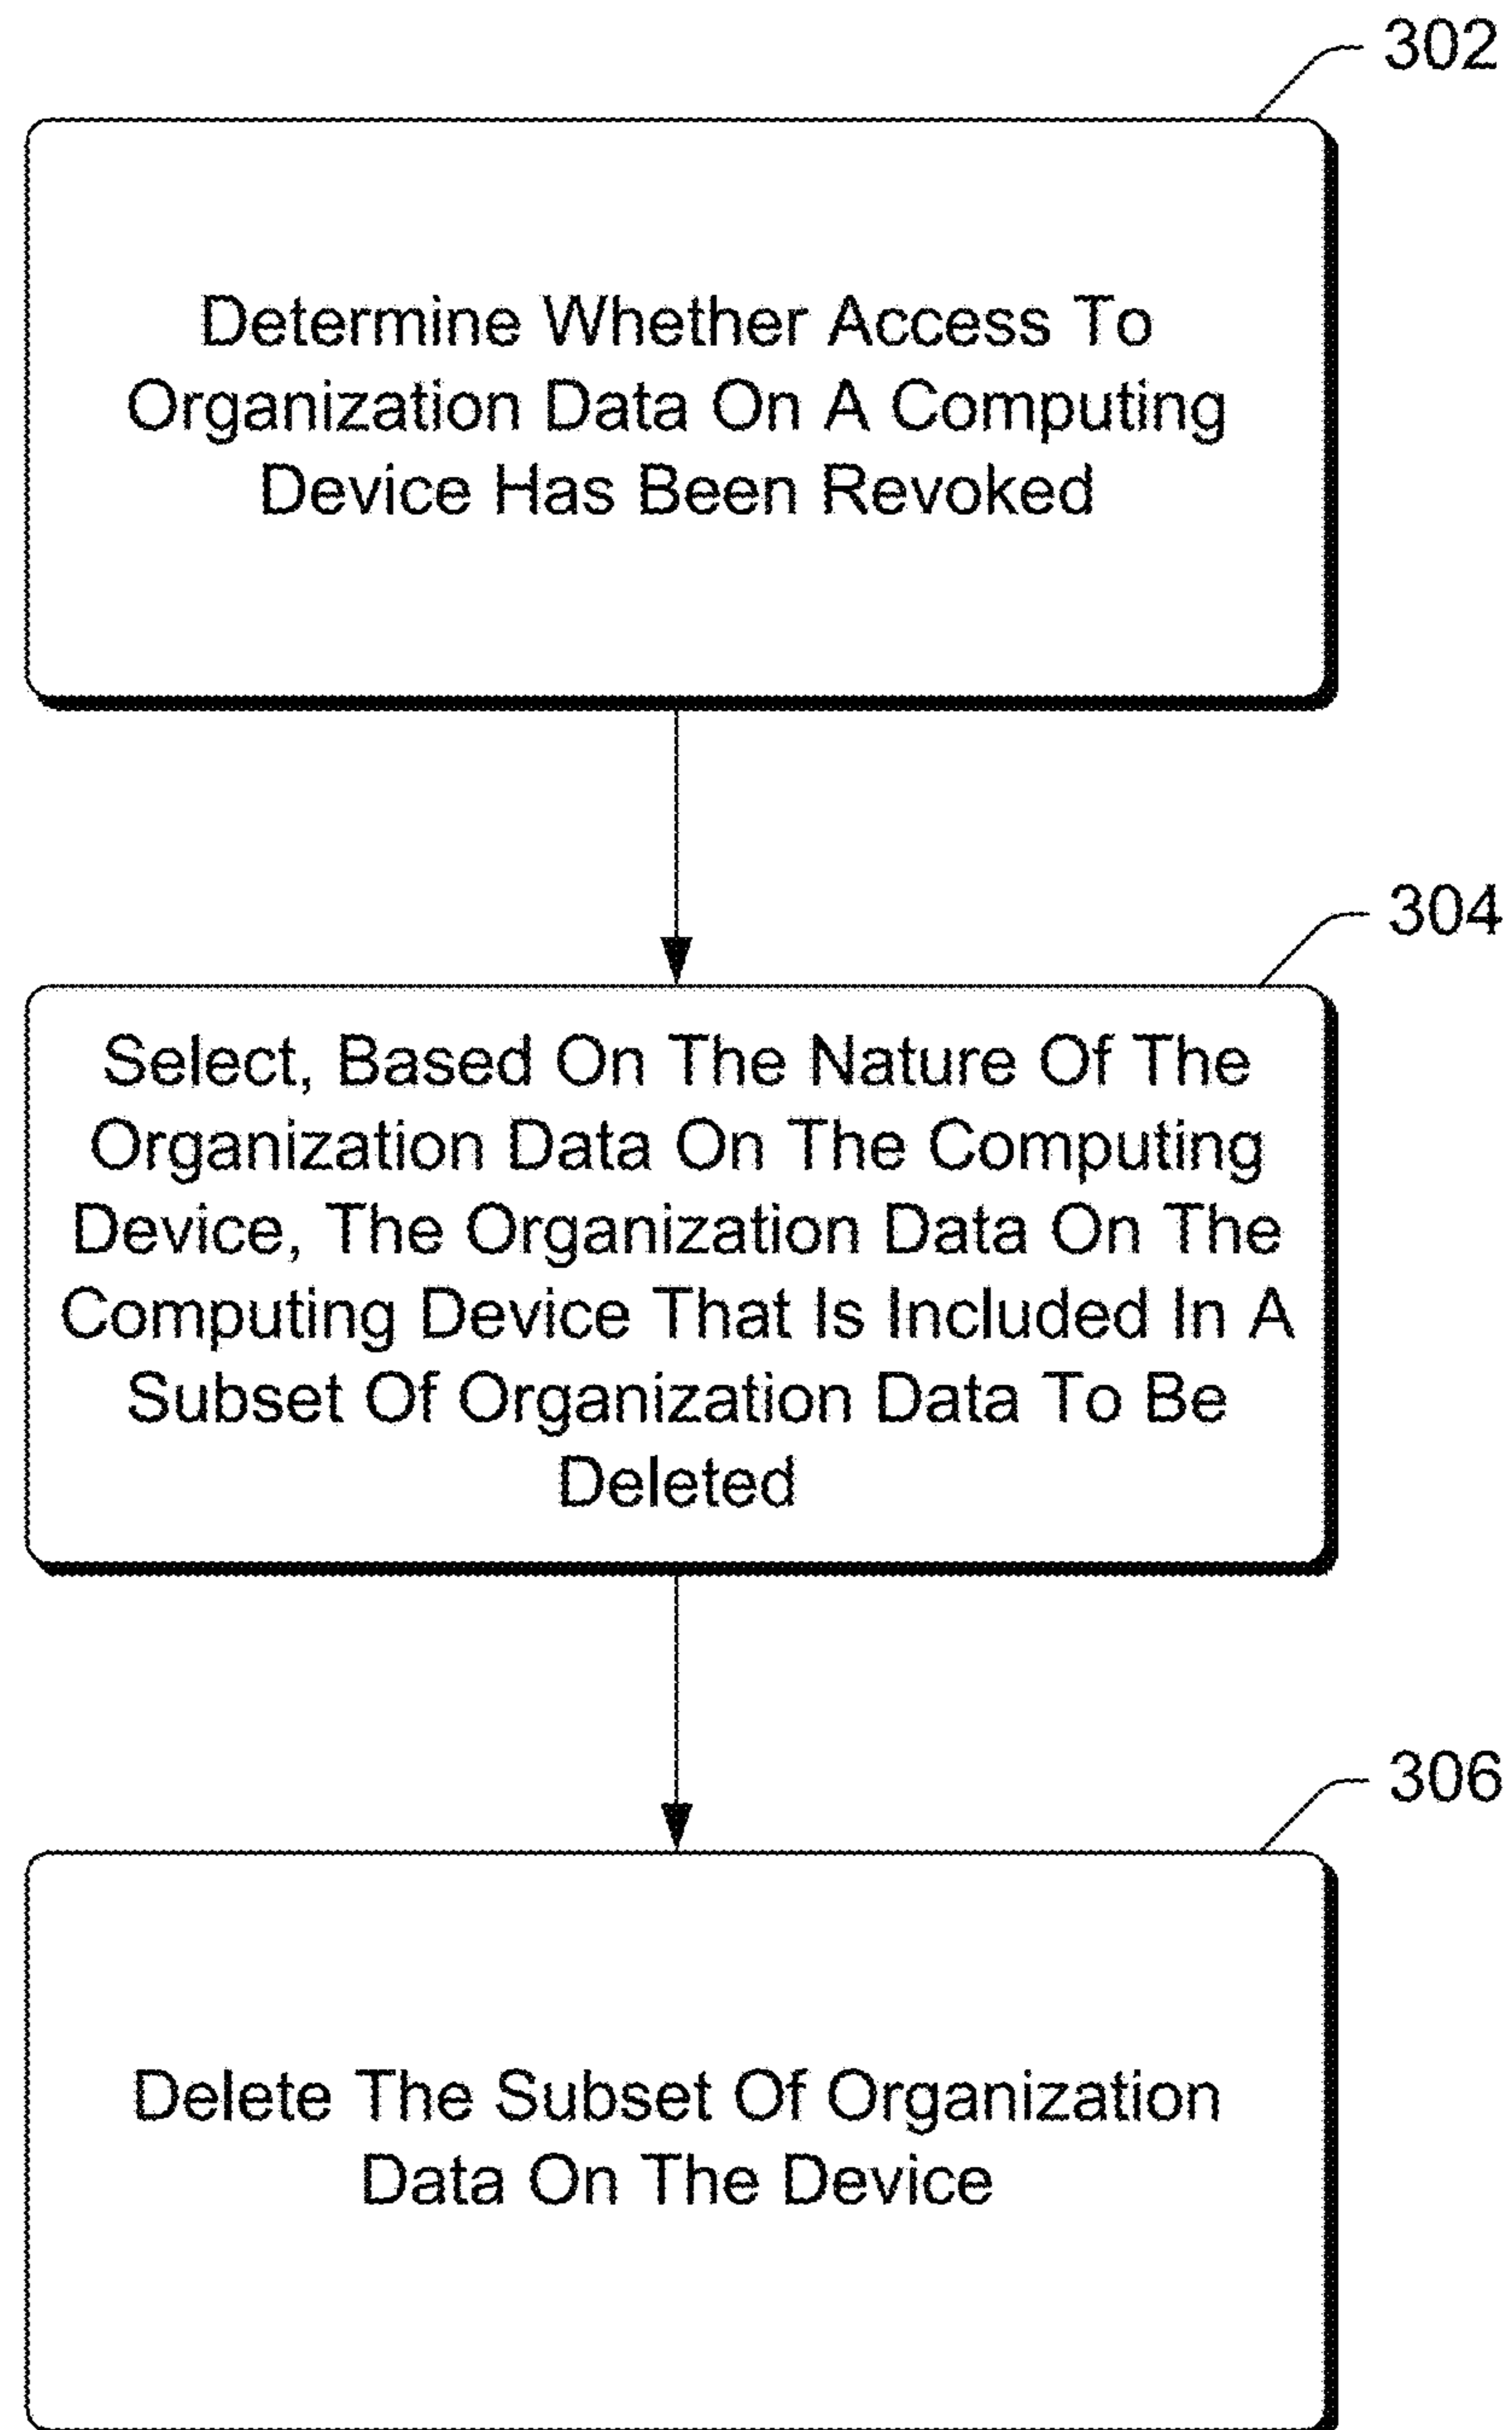 302
Determine Whether Access To
Organization Data On A Computing
Device Has Been Revoked
304
Select, Based On The Nature Of The
Organization Data On The Computing
Device, The Organization Data On The
Computing Device That Is Included In A
Subset Of Organization Data To Be
Deleted
306
Delete The Subset Of Organization
Data On The Device